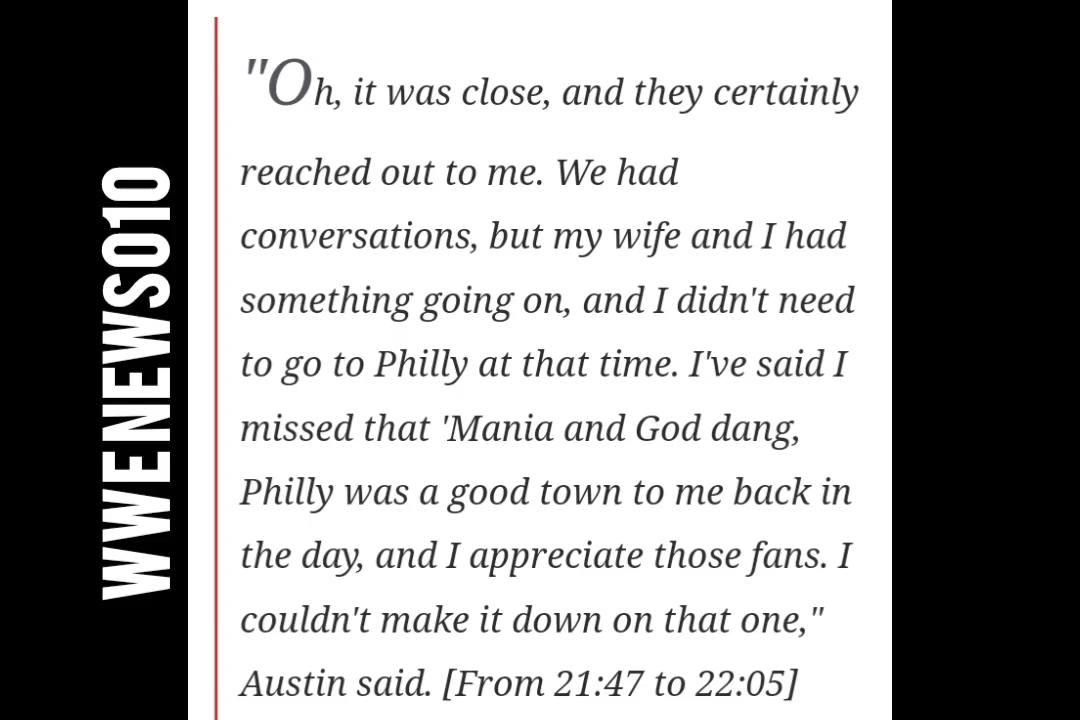 WWENEWS010
"Oh, it was close, and they certainly
reached out to me. We had
conversations, but my wife and I had
something going on, and I didn't need
to go to Philly at that time. I've said I
missed that 'Mania and God dang,
Philly was a good town to me back in
the day, and I appreciate those fans. I
couldn't make it down on that one,"
Austin said. [From 21:47 to 22:05]